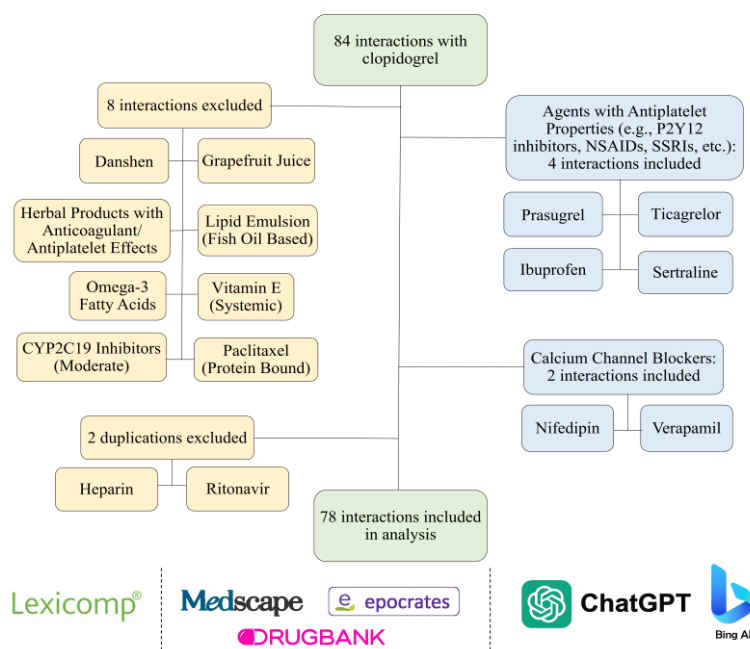 84 interactions with
clopidogrel
8 interactions excluded
Danshen
Grapefruit Juice
Herbal Products with
Anticoagulant/
Antiplatelet Effects
Lipid Emulsion
(Fish Oil Based)
Omega-3
Fatty Acids
Vitamin E
(Systemic)
CYP2C19 Inhibitors
(Moderate)
Paclitaxel
(Protein Bound)
Agents with Antiplatelet
Properties (e.g., P2Y12
inhibitors, NSAIDs, SSRIs, etc.):
4 interactions included
Prasugrel
Ticagrelor
Ibuprofen
Sertraline
Calcium Channel Blockers:
2 interactions included
Nifedipin
Verapamil
2 duplications excluded
Heparin
Ritonavir
78 interactions included
in analysis
Lexicomp®
Medscape
e epocrates
DRUGBANK
ChatGPT
Bing AI